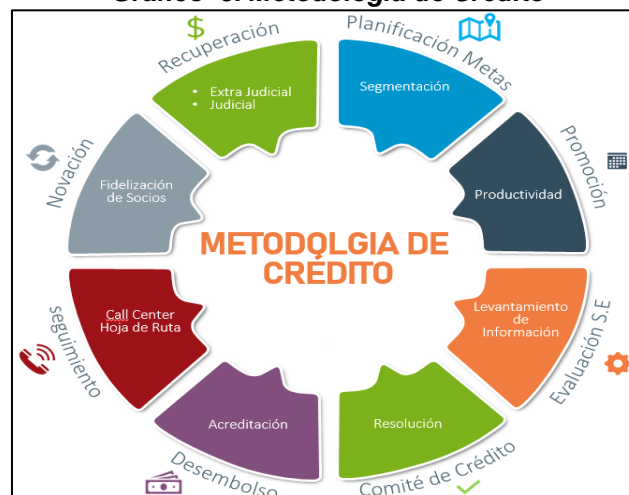 Gráfico 6. Metodología de Crédito
Planificación Metas
Segmentación
Promoción
Productividad
Evaluación S.E
Levantamiento
de
Información
Comité de Crédito
Resolución
Desembolso
Acreditación
seguimiento
Call Center
Hoja de Ruta
Novación
Fidelización
de Socios
Recuperación
• Extra Judicial
• Judicial
METODOLGIA DE
CRÉDITO